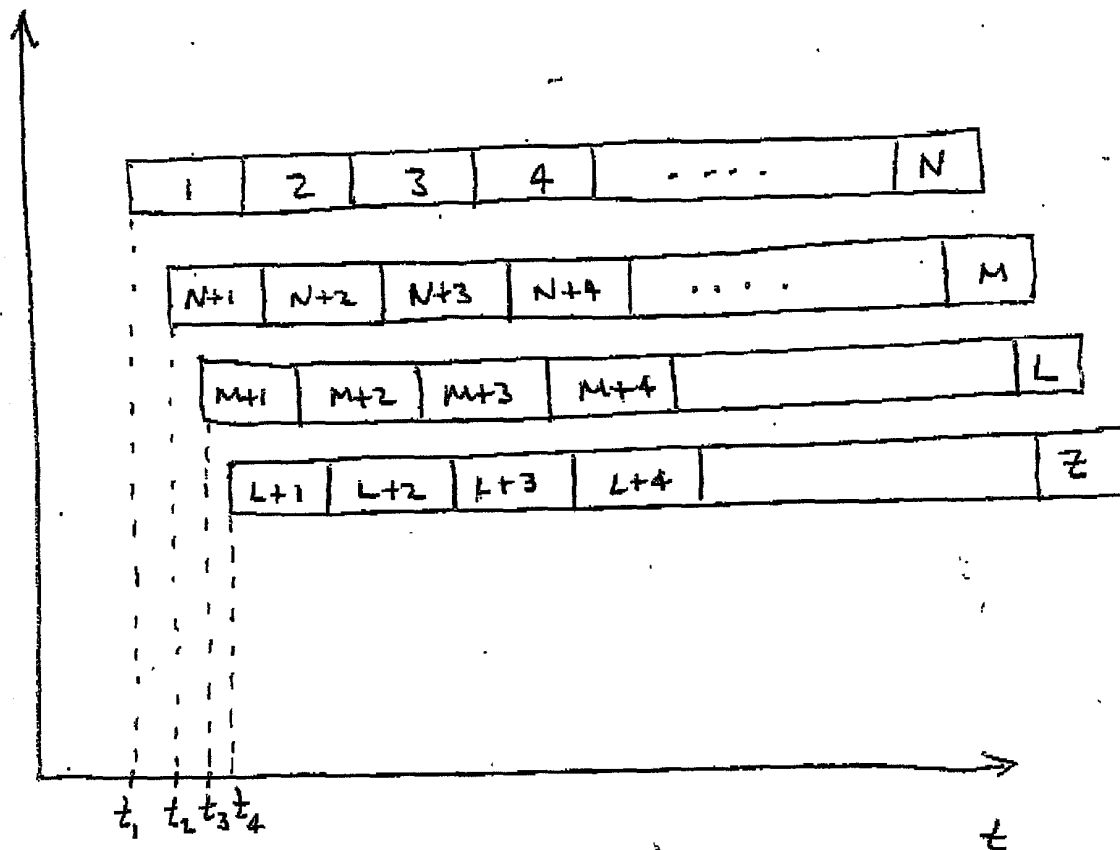 1 2 3 4 .... N
N+1 N+2 N+3 N+4 .... M
M+1 M+2 M+3 M+4 L
L+1 L+2 L+3 L+4 Z
t₁ t₂ t₃ t₄
t